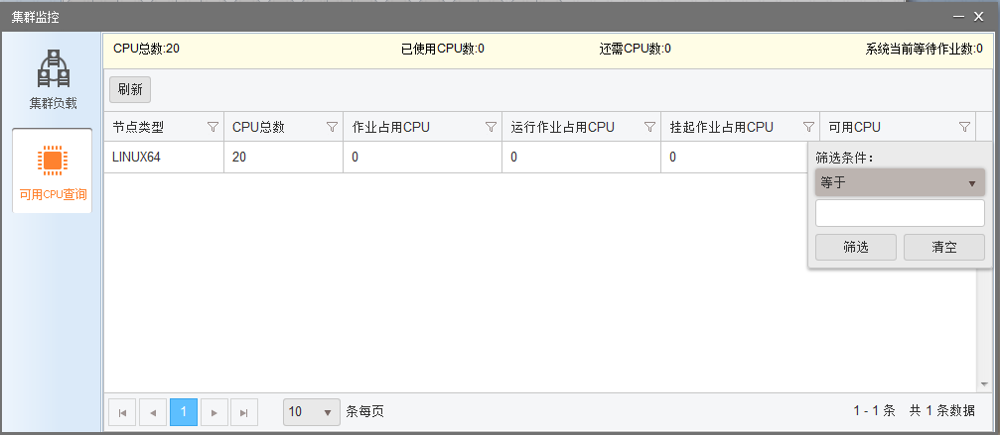 集群监控
集群负载
可用CPU查询
CPU总数:20 已使用CPU数:0 还需CPU数:0 系统当前等待作业数:0
刷新
节点类型 CPU总数 作业占用CPU 运行作业占用CPU 挂起作业占用CPU 可用CPU
LINUX64 20 0 0 0
筛选条件：
等于
筛选 清空
1 10 条每页 1 - 1 条 共 1 条数据